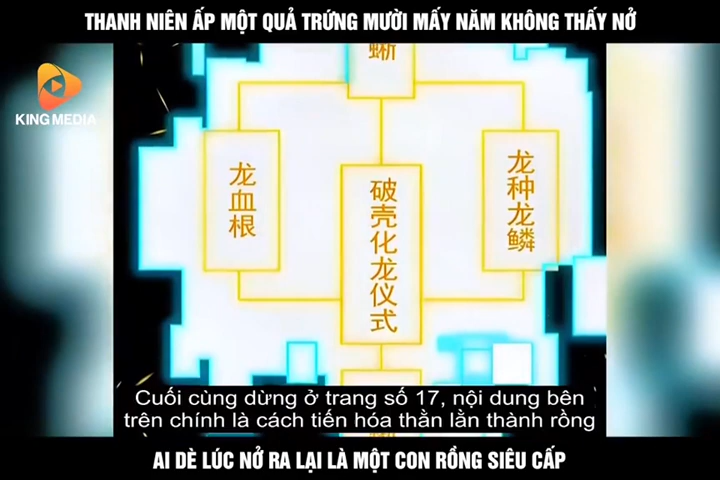 THANH NIÊN ẤP MỘT QUẢ TRỨNG MƯỜI MẤY NĂM KHÔNG THẤY NỞ
KING MEDIA
蜥
龙血根
破壳化龙仪式
龙种龙鳞
Cuối cùng dừng ở trang số 17, nội dung bên
trên chính là cách tiến hóa thằn lằn thành rồng
AI DÈ LÚC NỞ RA LẠI LÀ MỘT CON RỒNG SIÊU CẤP